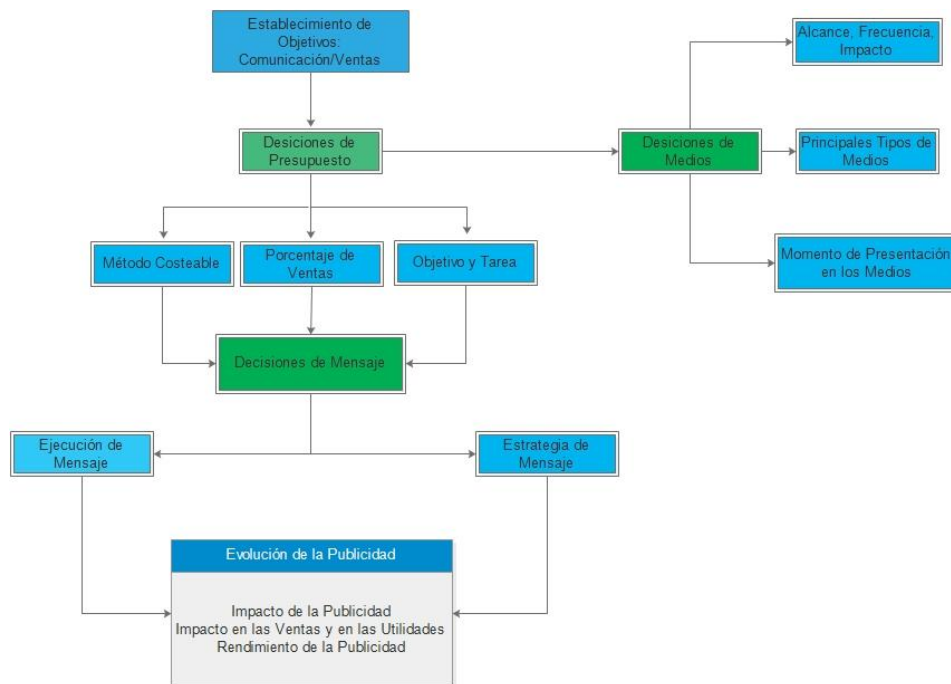 Establecimiento de
Objetivos:
Comunicación/Ventas
Alcance, Frecuencia,
Impacto
Desiciones de
Presupuesto
Desiciones de
Medios
Principales Tipos de
Medios
Método Costeable
Porcentaje de
Ventas
Objetivo y Tarea
Momento de Presentación
en los Medios
Decisiones de Mensaje
Ejecución de
Mensaje
Estrategia de
Mensaje
Evolución de la Publicidad
Impacto de la Publicidad
Impacto en las Ventas y en las Utilidades
Rendimiento de la Publicidad